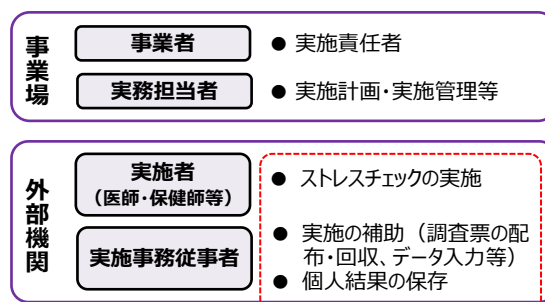 事業場
事業者
● 実施責任者
実務担当者
● 実施計画・実施管理等
外部機関
実施者
（医師・保健師等）
● ストレスチェックの実施
実施事務従事者
● 実施の補助（調査票の配
布・回収、データ入力等）
● 個人結果の保存